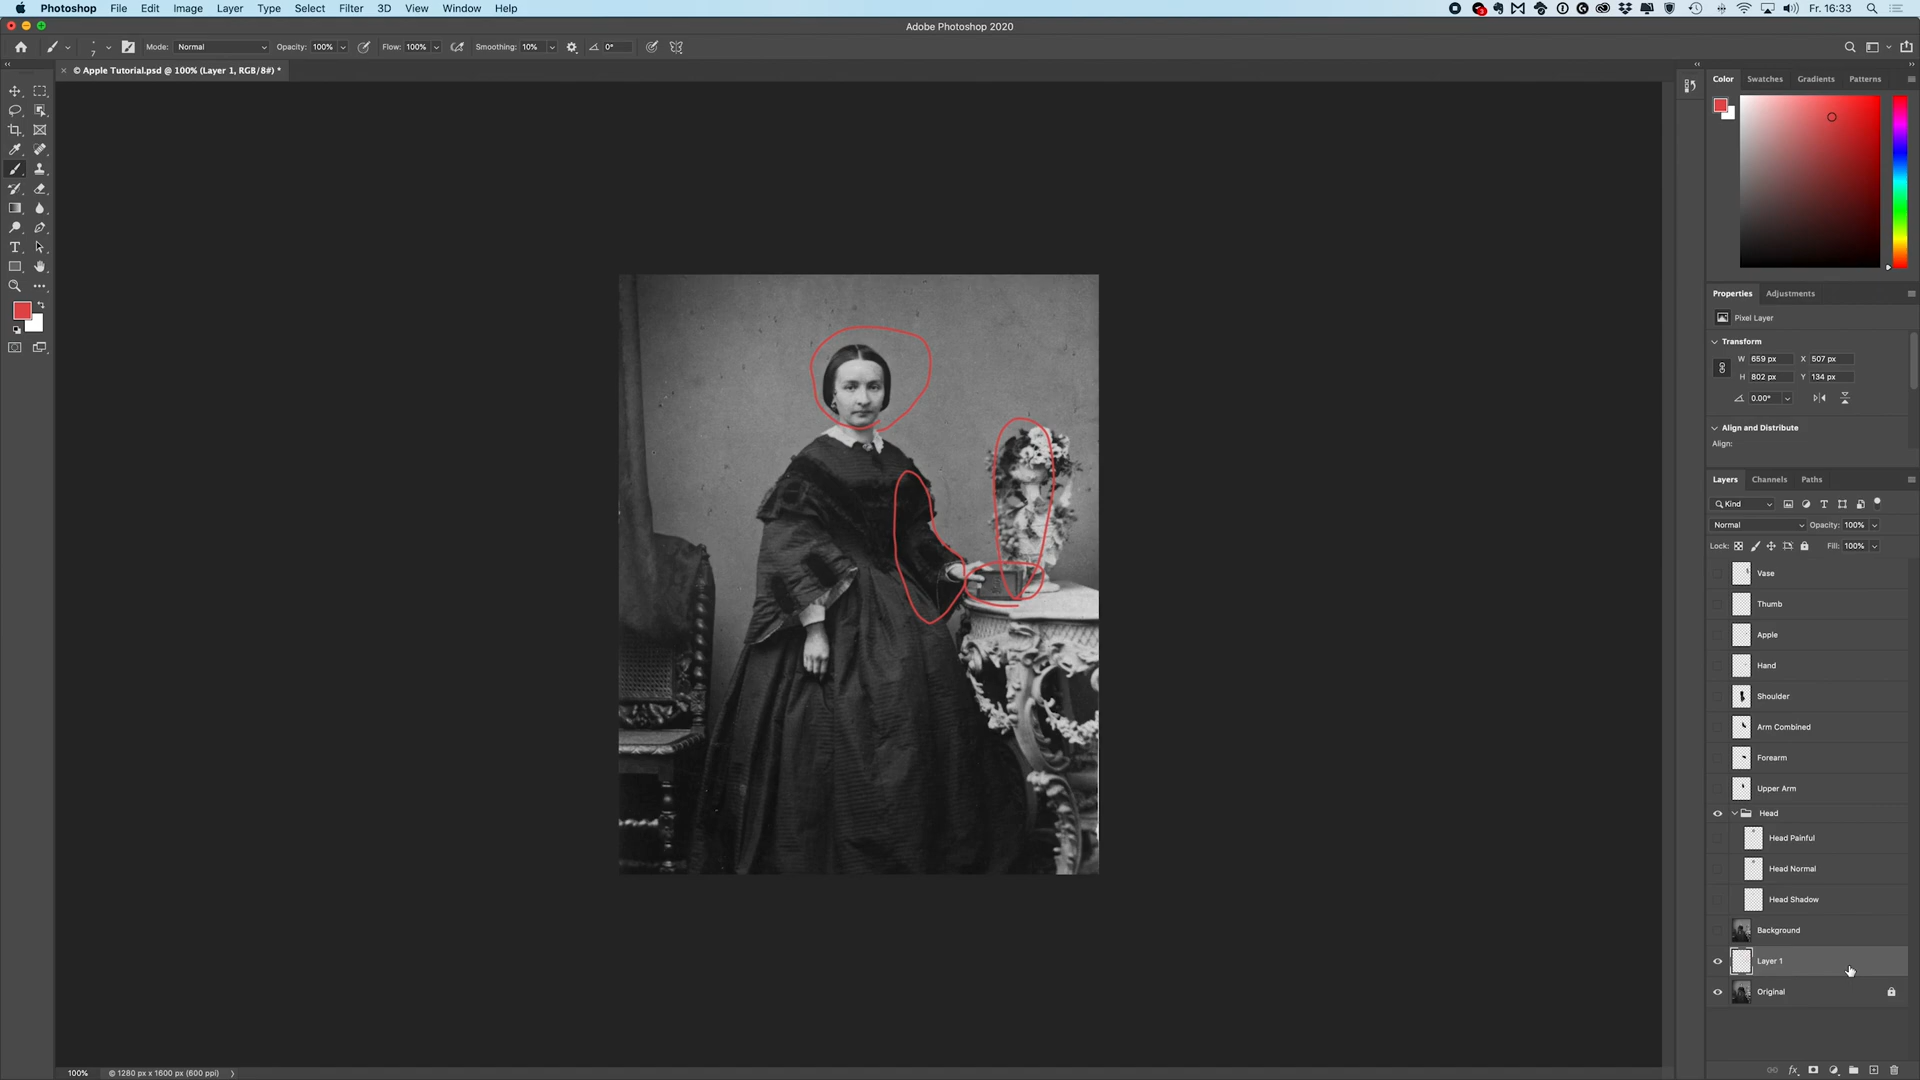 Photoshop File Edit Image Layer Type Select Filter 3D View Window Help Fr. 16:33
Adobe Photoshop 2020
7 Mode: Normal Opacity: 100% Flow: 100% Smoothing: 10% 0°
© Apple Tutorial.psd @ 100% (Layer 1, RGB/8#) *
Color Swatches Gradients Patterns
Properties Adjustments
Pixel Layer
Transform
W 659 px X 507 px
H 802 px Y 134 px
0.00°
Align and Distribute
Align:
Layers Channels Paths
Kind
Normal Opacity: 100%
Lock: Fill: 100%
Vase
Thumb
Apple
Hand
Shoulder
Arm Combined
Forearm
Upper Arm
Head
Head Painful
Head Normal
Head Shadow
Background
Layer 1
Original
100% 1280 px x 1600 px (600 ppi)